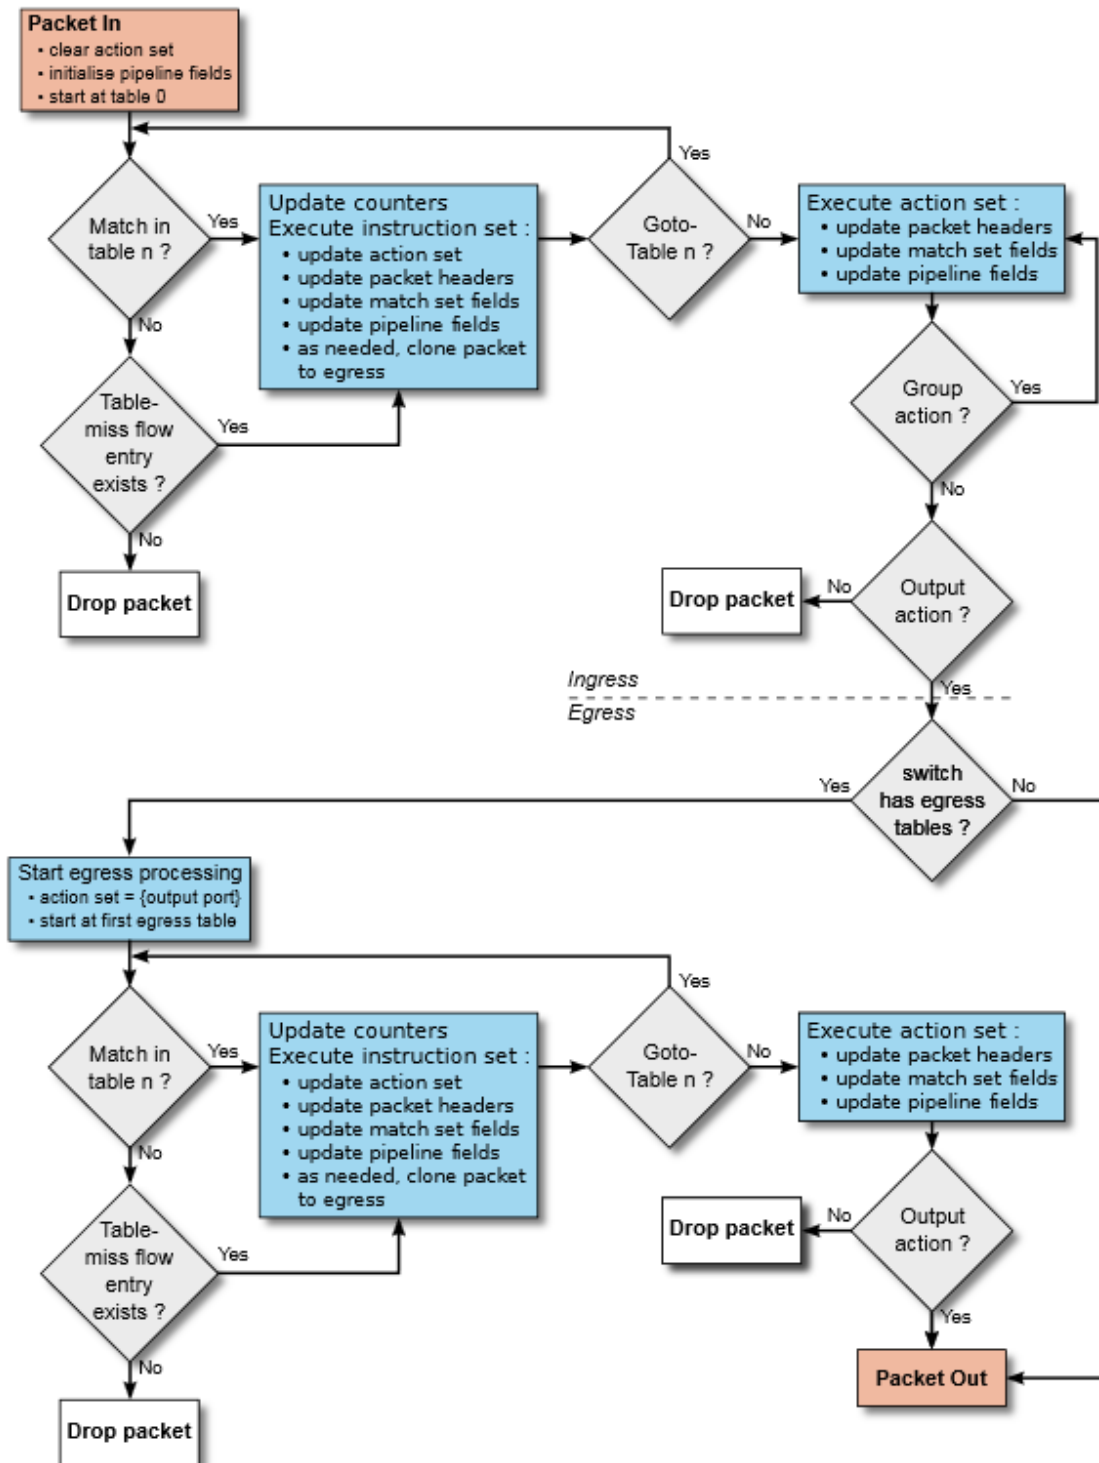 Packet In
• clear action set
• initialise pipeline fields
• start at table 0
Yes
Match in
table n ?
Yes
Update counters
Execute instruction set :
• update action set
• update packet headers
• update match set fields
• update pipeline fields
• as needed, clone packet
to egress
Goto-
Table n ?
No
Execute action set :
• update packet headers
• update match set fields
• update pipeline fields
No
Table-
miss flow
entry
exists ?
Yes
Group
action ?
Yes
No
No
Drop packet
Drop packet
No
Output
action ?
Ingress
Yes
Egress
Yes
switch
has egress
tables ?
No
Start egress processing
• action set = {output port}
• start at first egress table
Yes
Match in
table n ?
Yes
Update counters
Execute instruction set :
• update action set
• update packet headers
• update match set fields
• update pipeline fields
• as needed, clone packet
to egress
Goto-
Table n ?
No
Execute action set :
• update packet headers
• update match set fields
• update pipeline fields
No
Table-
miss flow
entry
exists ?
Yes
Drop packet
No
Output
action ?
Yes
No
Packet Out
Drop packet